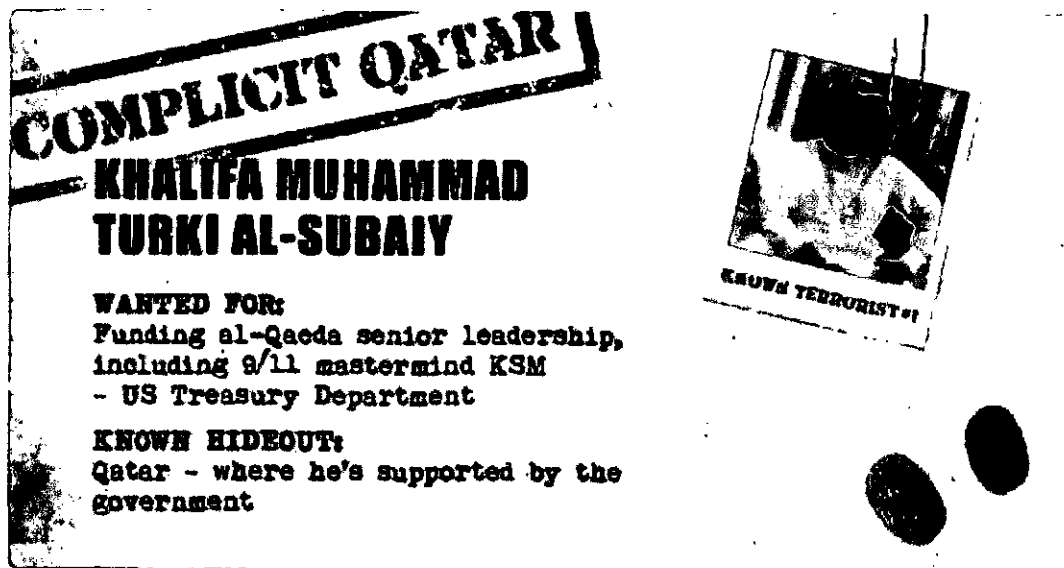 COMPLICIT QATAR
KHALIFA MUHAMMAD
TURKI AL-SUBAIY
WANTED FOR:
Funding al-Qaeda senior leadership,
including 9/11 mastermind KSM
- US Treasury Department
KNOWN HIDEOUT:
Qatar - where he's supported by the
government
KNOWN TERRORIST #1